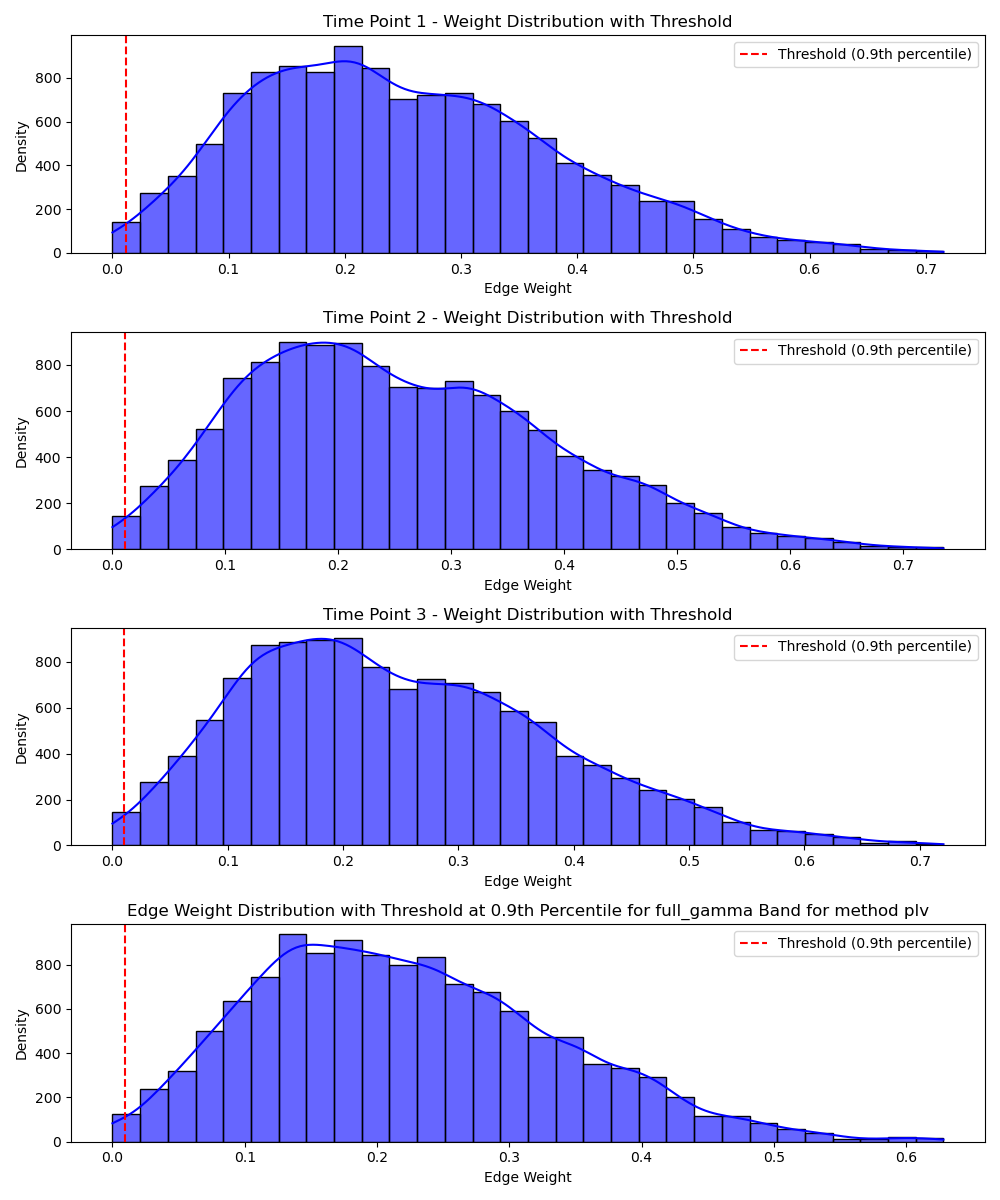 Time Point 1 - Weight Distribution with Threshold
Threshold (0.9th percentile)
Density
800
600
400
200
0
0.0 0.1 0.2 0.3 0.4 0.5 0.6 0.7
Edge Weight
Time Point 2 - Weight Distribution with Threshold
Threshold (0.9th percentile)
Density
800
600
400
200
0
0.0 0.1 0.2 0.3 0.4 0.5 0.6 0.7
Edge Weight
Time Point 3 - Weight Distribution with Threshold
Threshold (0.9th percentile)
Density
800
600
400
200
0
0.0 0.1 0.2 0.3 0.4 0.5 0.6 0.7
Edge Weight
Edge Weight Distribution with Threshold at 0.9th Percentile for full_gamma Band for method plv
Threshold (0.9th percentile)
Density
800
600
400
200
0
0.0 0.1 0.2 0.3 0.4 0.5 0.6
Edge Weight